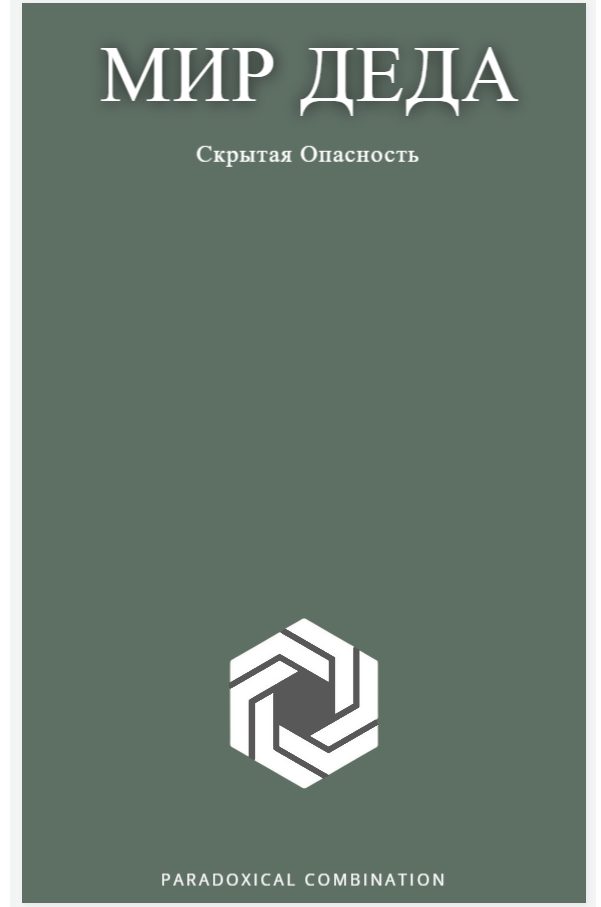 МИР ДЕДА
Скрытая Опасность
PARADOXICAL COMBINATION